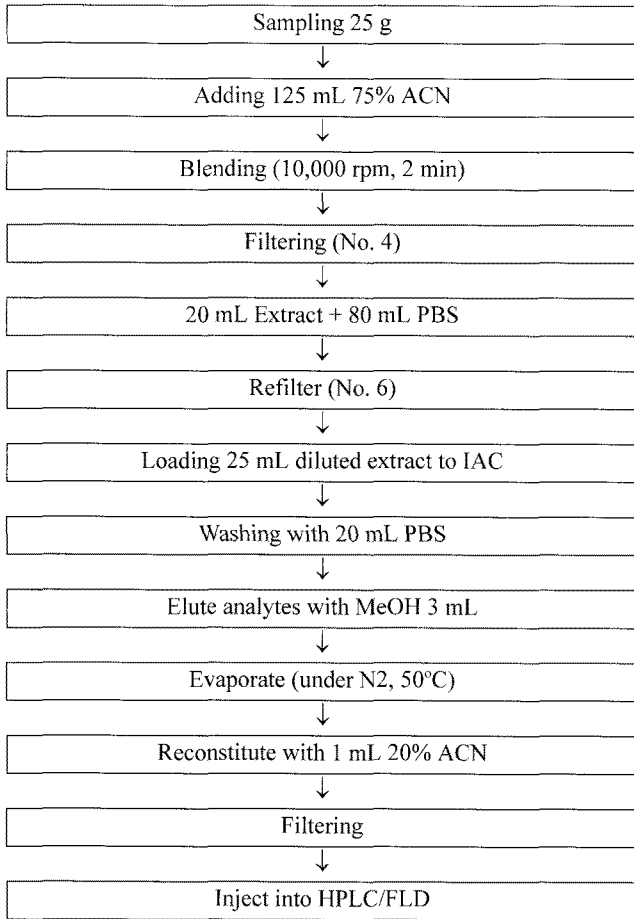 Sampling 25 g
↓
Adding 125 mL 75% ACN
↓
Blending (10,000 rpm, 2 min)
↓
Filtering (No. 4)
↓
20 mL Extract + 80 mL PBS
↓
Refilter (No. 6)
↓
Loading 25 mL diluted extract to IAC
↓
Washing with 20 mL PBS
↓
Elute analytes with MeOH 3 mL
↓
Evaporate (under N2, 50°C)
↓
Reconstitute with 1 mL 20% ACN
↓
Filtering
↓
Inject into HPLC/FLD